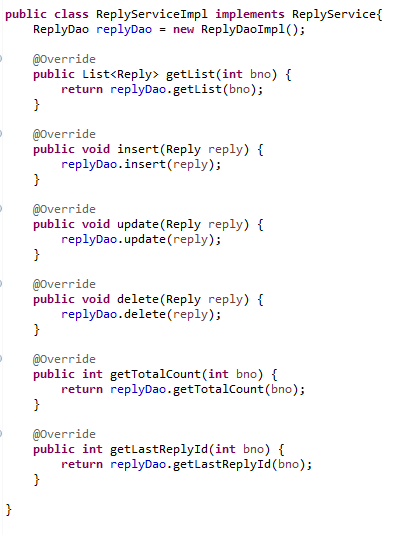 public class ReplyServiceImpl implements ReplyService{
    ReplyDao replyDao = new ReplyDaoImpl();

    @Override
    public List<Reply> getList(int bno) {
        return replyDao.getList(bno);
    }

    @Override
    public void insert(Reply reply) {
        replyDao.insert(reply);
    }

    @Override
    public void update(Reply reply) {
        replyDao.update(reply);
    }

    @Override
    public void delete(Reply reply) {
        replyDao.delete(reply);
    }

    @Override
    public int getTotalCount(int bno) {
        return replyDao.getTotalCount(bno);
    }

    @Override
    public int getLastReplyId(int bno) {
        return replyDao.getLastReplyId(bno);
    }

}